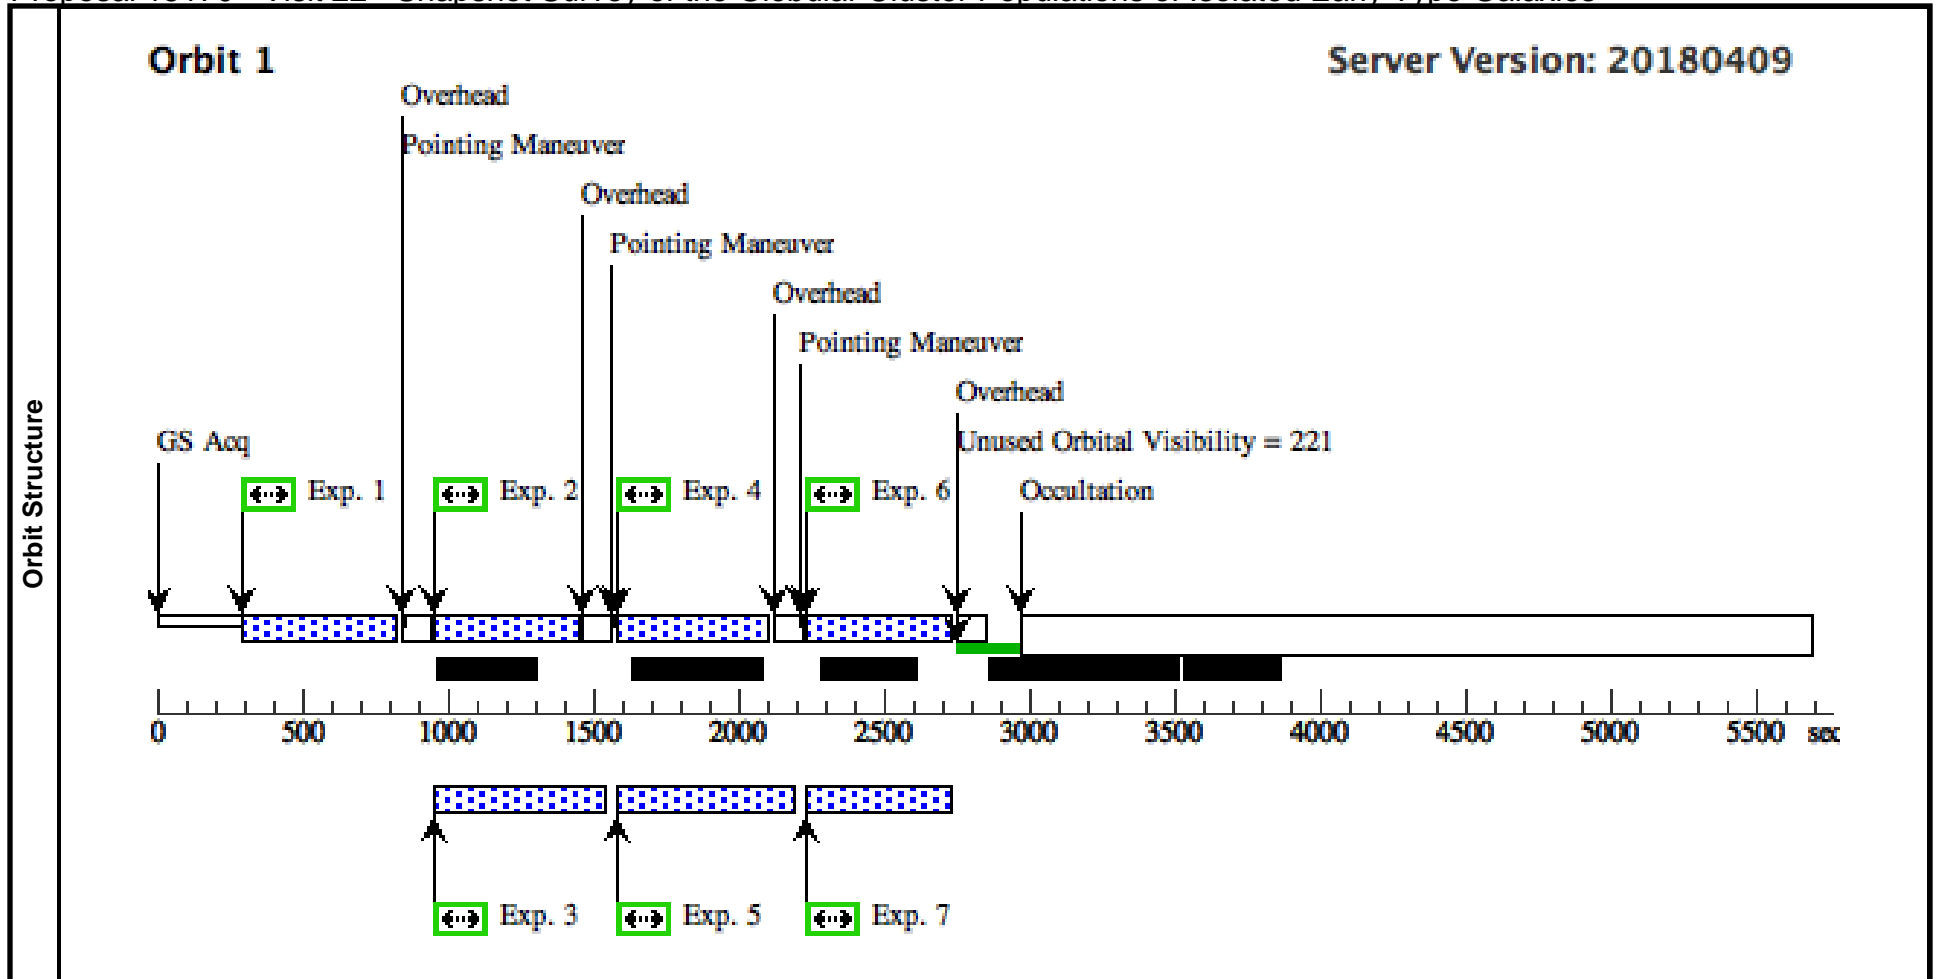 Orbit 1
Server Version: 20180409
Overhead
Pointing Maneuver
Overhead
Pointing Maneuver
Overhead
Pointing Maneuver
Overhead
GS Acq
Unused Orbital Visibility = 221
Exp. 1
Exp. 2
Exp. 4
Exp. 6
Occultation
Orbit Structure
0 500 1000 1500 2000 2500 3000 3500 4000 4500 5000 5500 sec
Exp. 3
Exp. 5
Exp. 7